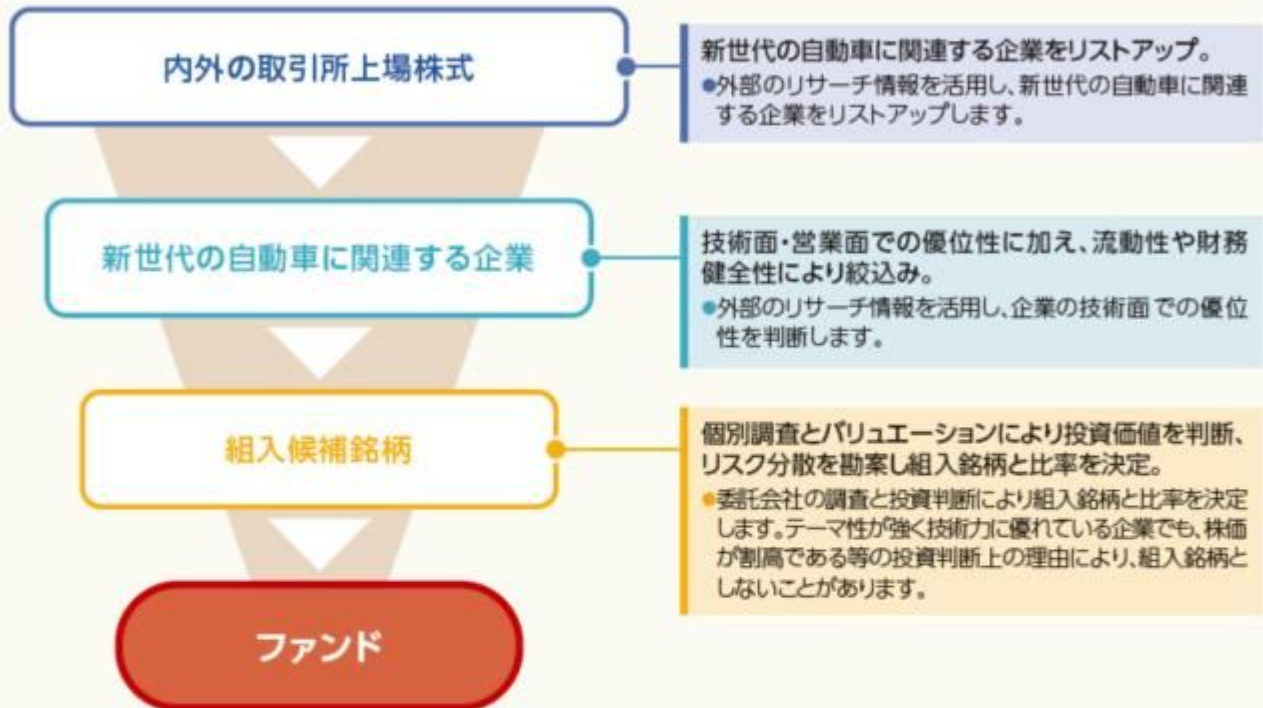 内外の取引所上場株式
新世代の自動車に関連する企業をリストアップ。
●外部のリサーチ情報を活用し、新世代の自動車に関連
する企業をリストアップします。
新世代の自動車に関連する企業
技術面・営業面での優位性に加え、流動性や財務
健全性により絞込み。
●外部のリサーチ情報を活用し、企業の技術面での優位
性を判断します。
組入候補銘柄
個別調査とバリュエーションにより投資価値を判断、
リスク分散を勘案し組入銘柄と比率を決定。
●委託会社の調査と投資判断により組入銘柄と比率を決定
します。テーマ性が強く技術力に優れている企業でも、株価
が割高である等の投資判断上の理由により、組入銘柄と
しないことがあります。
ファンド